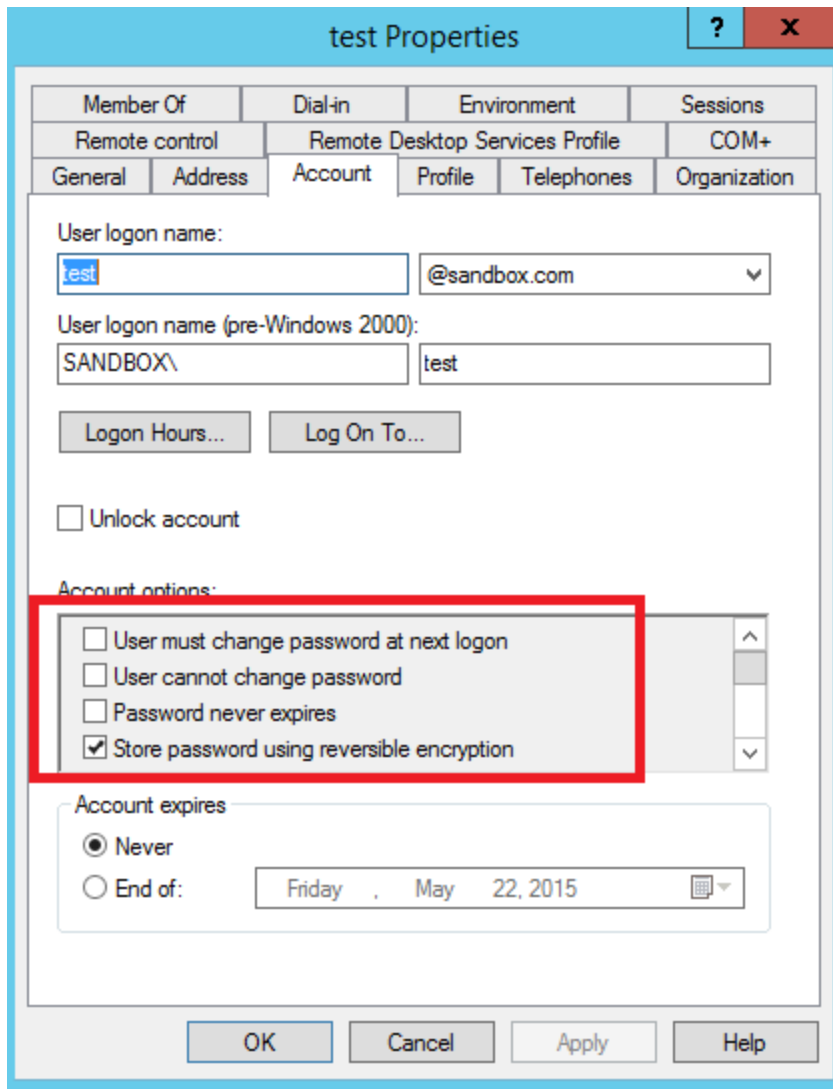 test Properties
? x
Member Of Dial-in Environment Sessions
Remote control Remote Desktop Services Profile COM+
General Address Account Profile Telephones Organization
User logon name:
test @sandbox.com
User logon name (pre-Windows 2000):
SANDBOX\ test
Logon Hours... Log On To...
Unlock account
Account options:
User must change password at next logon
User cannot change password
Password never expires
Store password using reversible encryption
Account expires
Never
End of: Friday , May 22, 2015
OK Cancel Apply Help